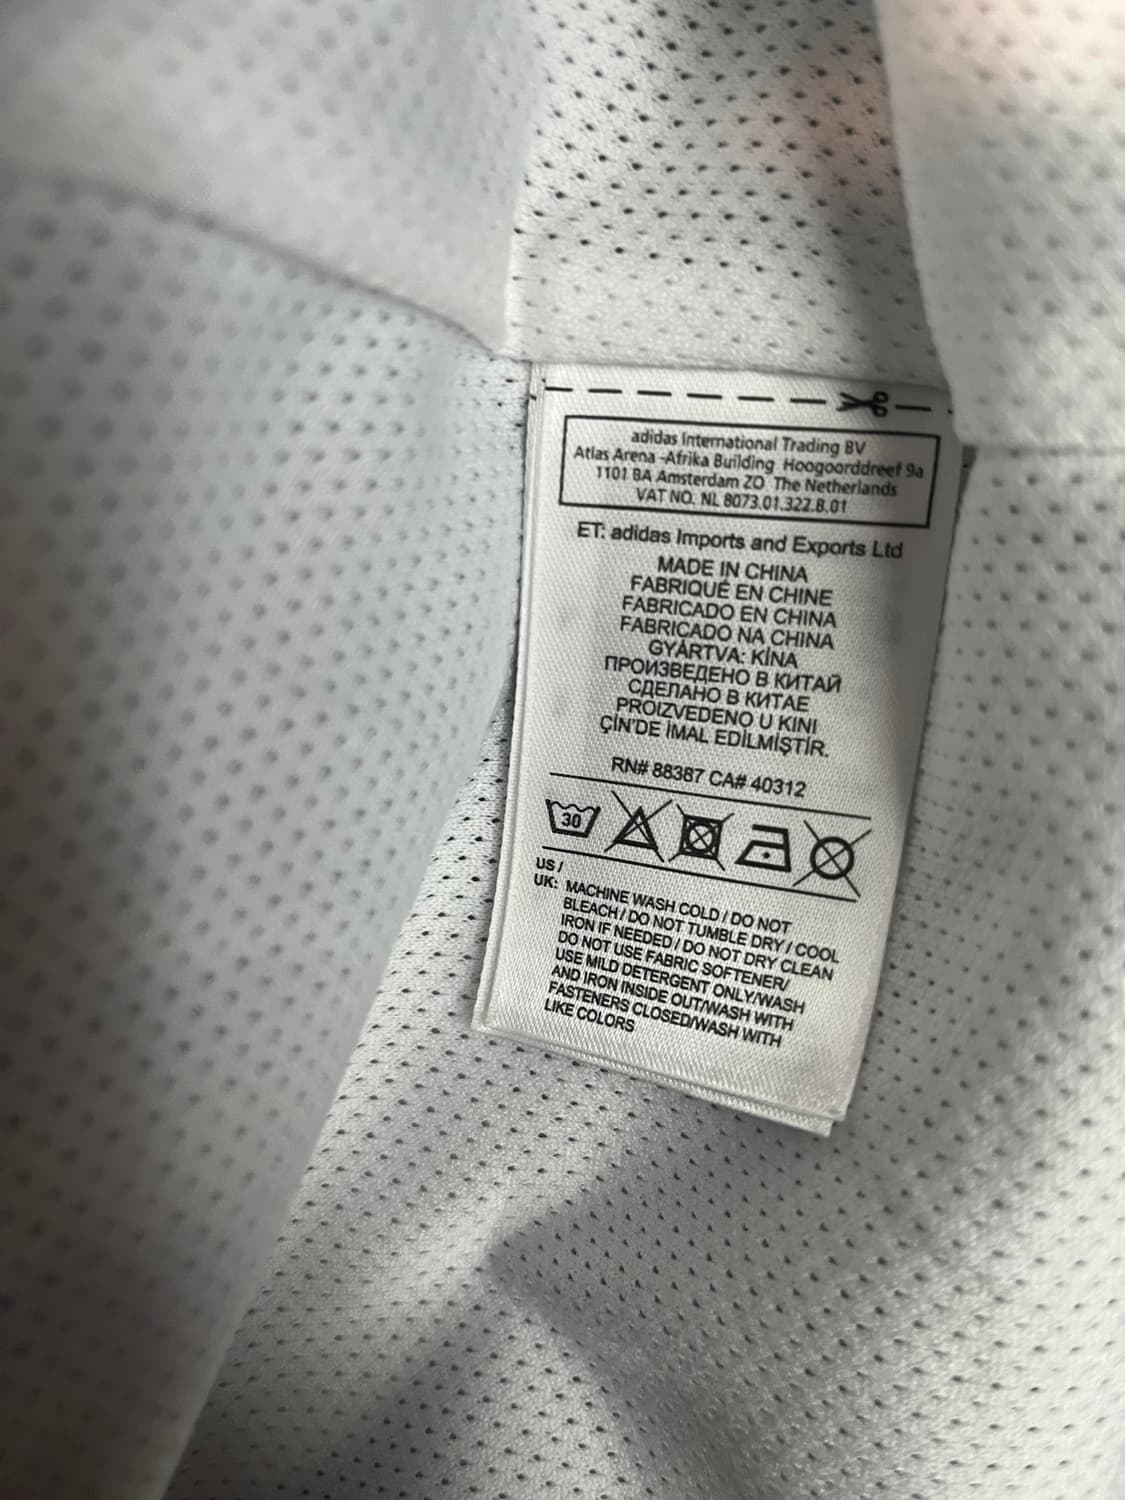 adidas International Trading BV
Atlas Arena -Afrika Building Hoogoorddreef 9a
1101 BA Amsterdam ZO The Netherlands
VAT NO. NL 8073.01.322.B.01
ET: adidas Imports and Exports Ltd
MADE IN CHINA
FABRIQUÉ EN CHINE
FABRICADO EN CHINA
FABRICADO NA CHINA
GYÁRTVA: KÍNA
ПРОИЗВЕДЕНО В КИТАЙ
СДЕЛАНО В КИТАЕ
PROIZVEDENO U KINI
ÇİN'DE İMAL EDİLMİŞTİR.
RN# 88387 CA# 40312
30
US /
UK: MACHINE WASH COLD / DO NOT
BLEACH / DO NOT TUMBLE DRY / COOL
IRON IF NEEDED / DO NOT DRY CLEAN
DO NOT USE FABRIC SOFTENER/
USE MILD DETERGENT ONLY/WASH
AND IRON INSIDE OUT/WASH WITH
FASTENERS CLOSED/WASH WITH
LIKE COLORS